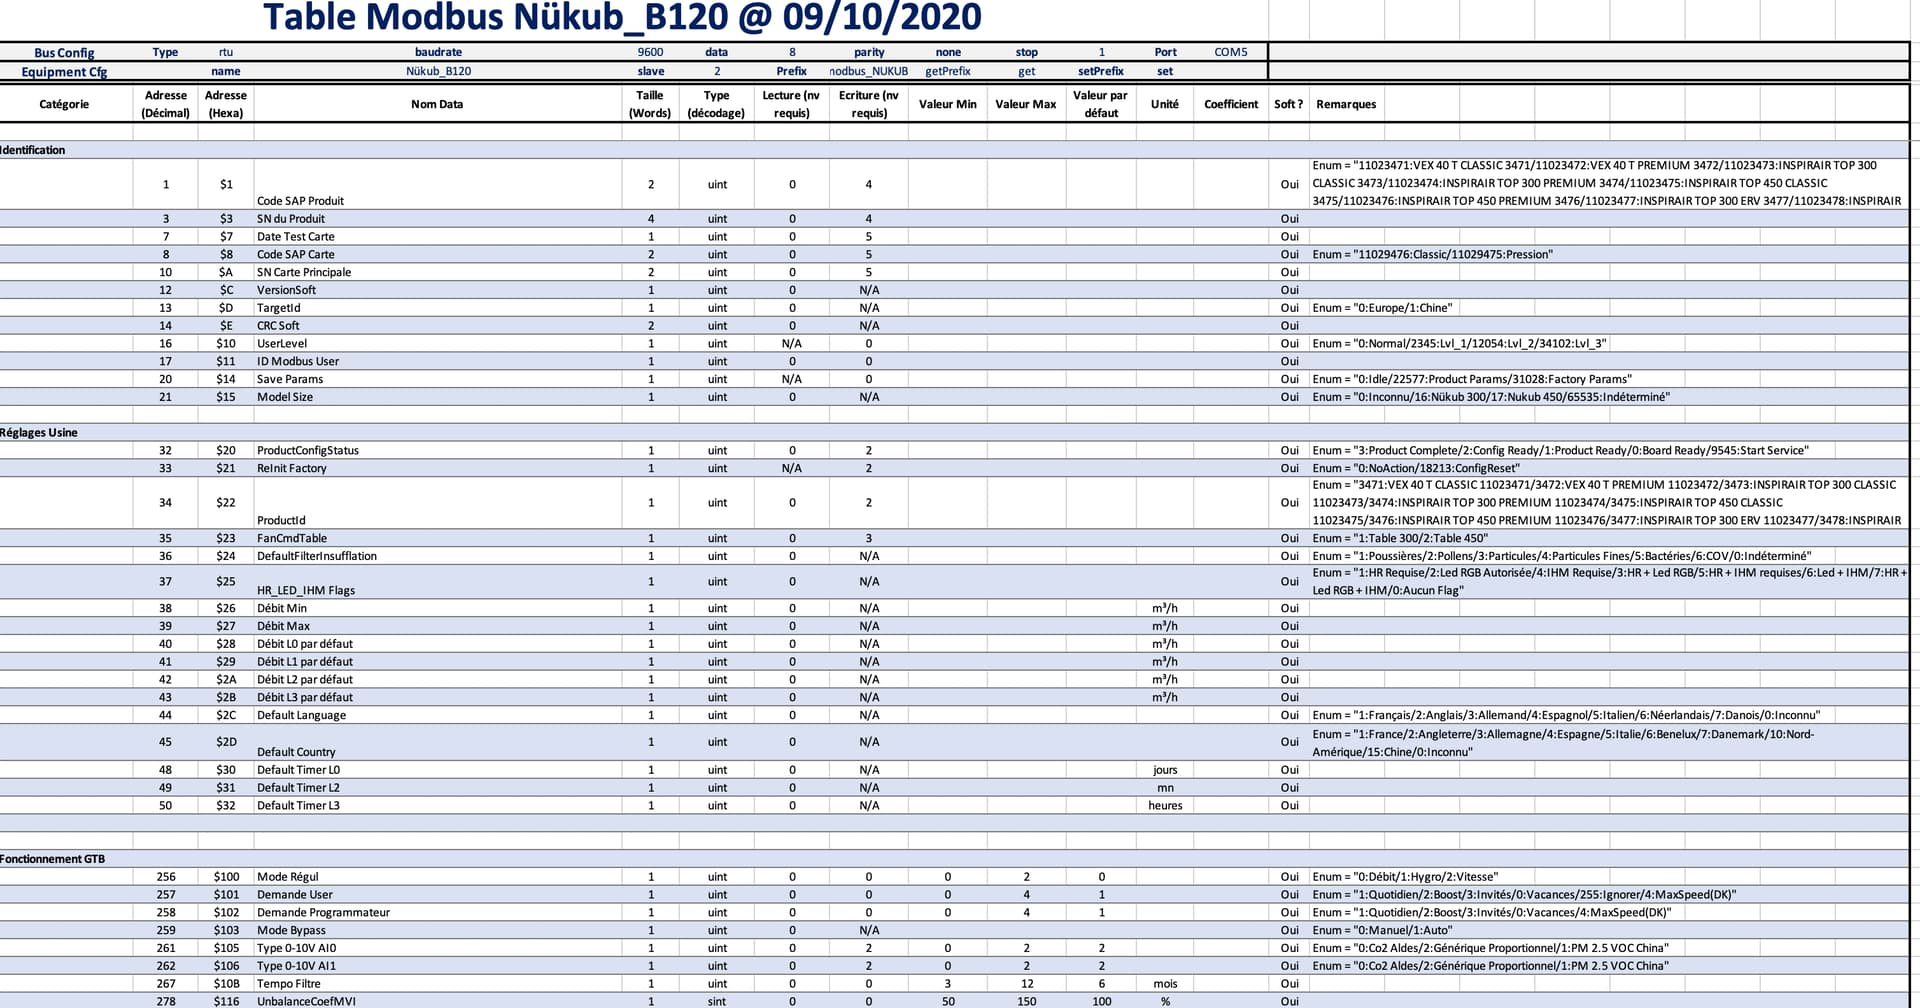 Table Modbus Nükub_B120 @ 09/10/2020
Bus Config Type rtu baudrate 9600 data 8 parity none stop 1 Port COM5
Equipment Cfg name Nükub_B120 slave 2 Prefix nodbus_NUKUB getPrefix get setPrefix set
Catégorie Adresse (Décimal) Adresse (Hexa) Nom Data Taille (Words) Type (décodage) Lecture (nv requis) Ecriture (nv requis) Valeur Min Valeur Max Valeur par défaut Unité Coefficient Soft ? Remarques
Identification
1 $1 Code SAP Produit 2 uint 0 4 Oui Enum = "11023471:VEX 40 T CLASSIC 3471/11023472:VEX 40 T PREMIUM 3472/11023473:INSPIRAIR TOP 300
CLASSIC 3473/11023474:INSPIRAIR TOP 300 PREMIUM 3474/11023475:INSPIRAIR TOP 450 CLASSIC
3475/11023476:INSPIRAIR TOP 450 PREMIUM 3476/11023477:INSPIRAIR TOP 300 ERV 3477/11023478:INSPIRAIR
3 $3 SN du Produit 4 uint 0 4 Oui
7 $7 Date Test Carte 1 uint 0 5 Oui
8 $8 Code SAP Carte 2 uint 0 5 Oui Enum = "11029476:Classic/11029475:Pression"
10 $A SN Carte Principale 2 uint 0 5 Oui
12 $C VersionSoft 1 uint 0 N/A Oui
13 $D TargetId 1 uint 0 N/A Oui Enum = "0:Europe/1:Chine"
14 $E CRC Soft 2 uint 0 N/A Oui
16 $10 UserLevel 1 uint N/A 0 Oui Enum = "0:Normal/2345:Lvl_1/12054:Lvl_2/34102:Lvl_3"
17 $11 ID Modbus User 1 uint 0 0 Oui
20 $14 Save Params 1 uint N/A 0 Oui Enum = "0:Idle/22577:Product Params/31028:Factory Params"
21 $15 Model Size 1 uint 0 N/A Oui Enum = "0:Inconnu/16:Nükub 300/17:Nukub 450/65535:Indéterminé"
Réglages Usine
32 $20 ProductConfigStatus 1 uint 0 2 Oui Enum = "3:Product Complete/2:Config Ready/1:Product Ready/0:Board Ready/9545:Start Service"
33 $21 ReInit Factory 1 uint N/A 2 Oui Enum = "0:NoAction/18213:ConfigReset"
34 $22 ProductId 1 uint 0 2 Oui Enum = "3471:VEX 40 T CLASSIC 11023471/3472:VEX 40 T PREMIUM 11023472/3473:INSPIRAIR TOP 300 CLASSIC
11023473/3474:INSPIRAIR TOP 300 PREMIUM 11023474/3475:INSPIRAIR TOP 450 CLASSIC
11023475/3476:INSPIRAIR TOP 450 PREMIUM 11023476/3477:INSPIRAIR TOP 300 ERV 11023477/3478:INSPIRAIR
35 $23 FanCmdTable 1 uint 0 3 Oui Enum = "1:Table 300/2:Table 450"
36 $24 DefaultFilterInsufflation 1 uint 0 N/A Oui Enum = "1:Poussières/2:Pollens/3:Particules/4:Particules Fines/5:Bactéries/6:COV/0:Indéterminé"
37 $25 HR_LED_IHM Flags 1 uint 0 N/A Oui Enum = "1:HR Requise/2:Led RGB Autorisée/4:IHM Requise/3:HR + Led RGB/5:HR + IHM requises/6:Led + IHM/7:HR +
Led RGB + IHM/0:Aucun Flag"
38 $26 Débit Min 1 uint 0 N/A m³/h Oui
39 $27 Débit Max 1 uint 0 N/A m³/h Oui
40 $28 Débit L0 par défaut 1 uint 0 N/A m³/h Oui
41 $29 Débit L1 par défaut 1 uint 0 N/A m³/h Oui
42 $2A Débit L2 par défaut 1 uint 0 N/A m³/h Oui
43 $2B Débit L3 par défaut 1 uint 0 N/A m³/h Oui
44 $2C Default Language 1 uint 0 N/A Oui Enum = "1:Français/2:Anglais/3:Allemand/4:Espagnol/5:Italien/6:Néerlandais/7:Danois/0:Inconnu"
45 $2D Default Country 1 uint 0 N/A Oui Enum = "1:France/2:Angleterre/3:Allemagne/4:Espagne/5:Italie/6:Benelux/7:Danemark/10:Nord-
Amérique/15:Chine/0:Inconnu"
48 $30 Default Timer L0 1 uint 0 N/A jours Oui
49 $31 Default Timer L2 1 uint 0 N/A mn Oui
50 $32 Default Timer L3 1 uint 0 N/A heures Oui
Fonctionnement GTB
256 $100 Mode Régul 1 uint 0 0 0 2 0 Oui Enum = "0:Débit/1:Hygro/2:Vitesse"
257 $101 Demande User 1 uint 0 0 0 4 1 Oui Enum = "1:Quotidien/2:Boost/3:Invités/0:Vacances/255:Ignorer/4:MaxSpeed(DK)"
258 $102 Demande Programmateur 1 uint 0 0 0 4 1 Oui Enum = "1:Quotidien/2:Boost/3:Invités/0:Vacances/4:MaxSpeed(DK)"
259 $103 Mode Bypass 1 uint 0 N/A Oui Enum = "0:Manuel/1:Auto"
261 $105 Type 0-10V AI0 1 uint 0 2 0 2 2 Oui Enum = "0:Co2 Aldes/2:Générique Proportionnel/1:PM 2.5 VOC China"
262 $106 Type 0-10V AI1 1 uint 0 2 0 2 2 Oui Enum = "0:Co2 Aldes/2:Générique Proportionnel/1:PM 2.5 VOC China"
267 $10B Tempo Filtre 1 uint 0 0 3 12 6 mois Oui
278 $116 UnbalanceCoefMVI 1 sint 0 0 50 150 100 % Oui